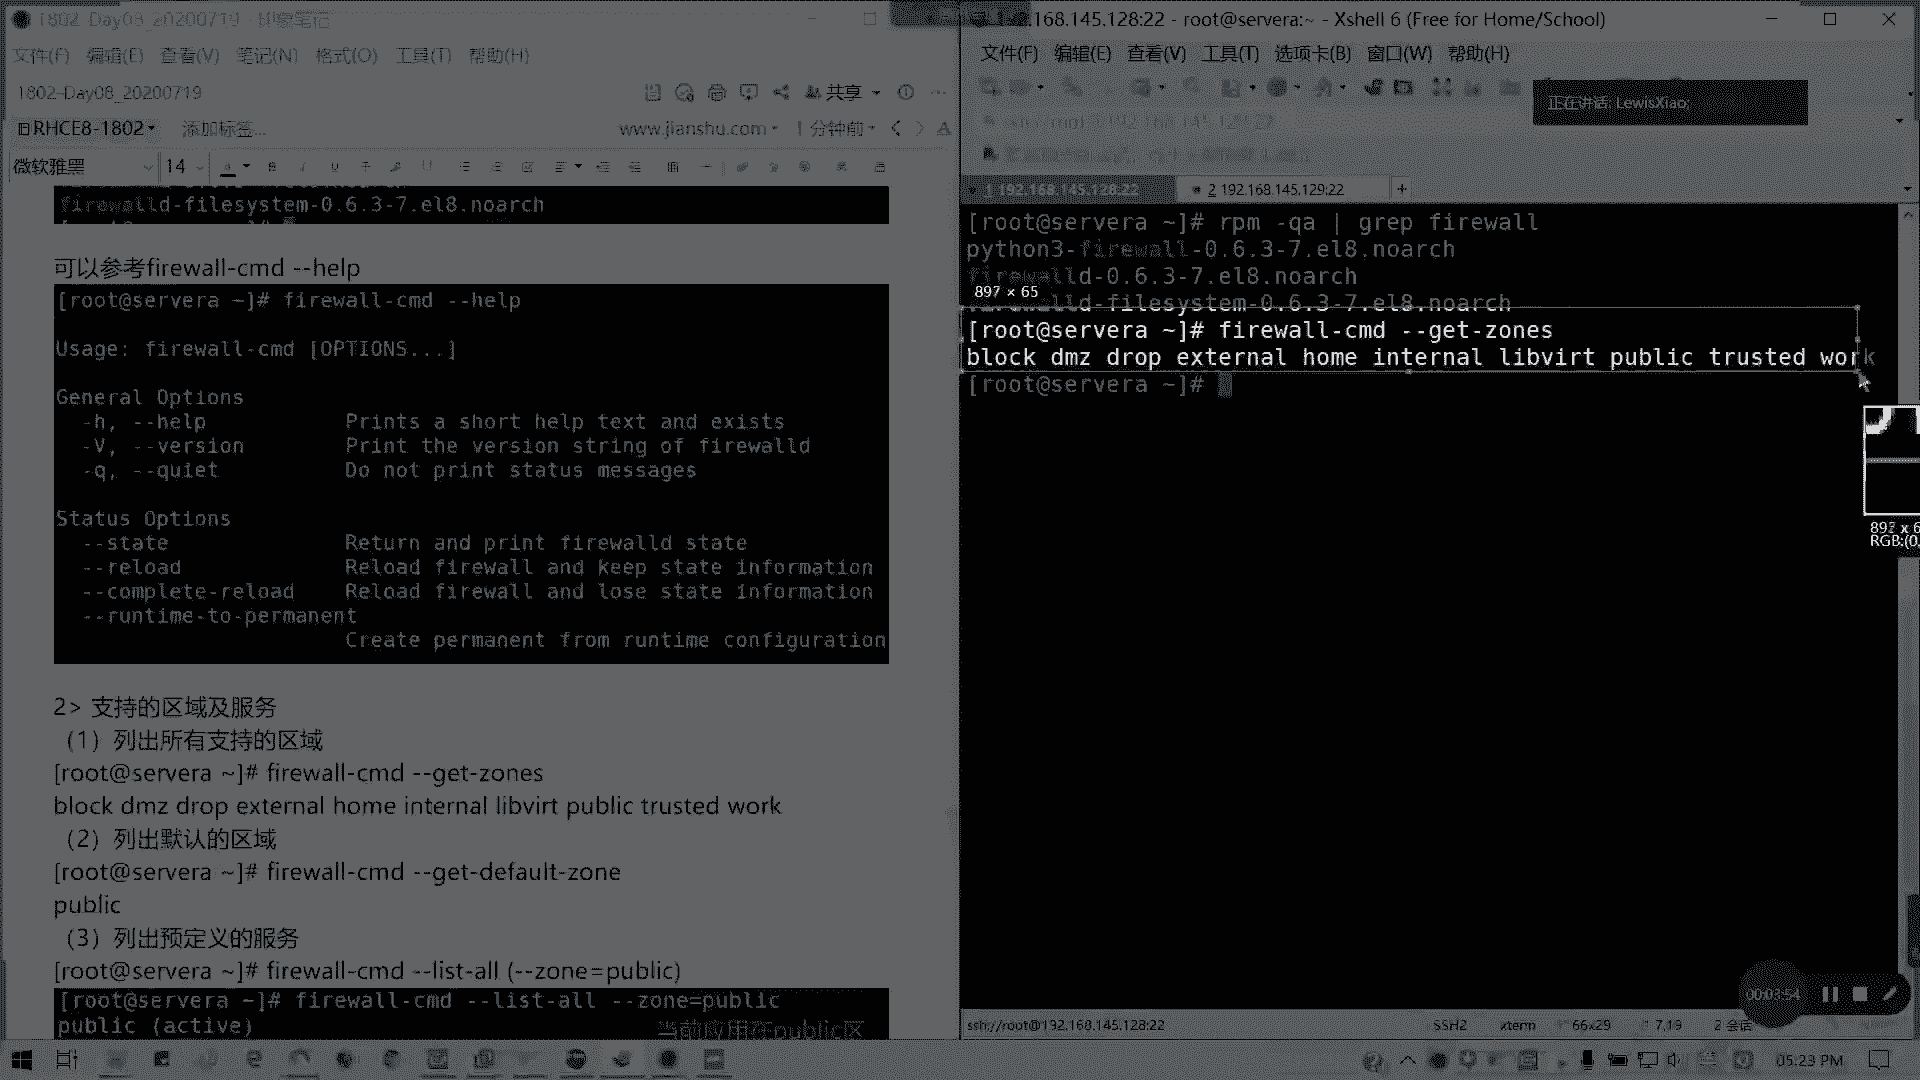 1802-Day08_20200719 - 印象笔记
文件(F) 编辑(E) 查看(V) 笔记(N) 格式(O) 工具(T) 帮助(H)
1802-Day08_20200719
共享
RHCE8-1802
添加标签...
www.jianshu.com
1 分钟前
微软雅黑
14
firewalld-filesystem-0.6.3-7.el8.noarch
可以参考firewall-cmd --help
[root@servera ~]# firewall-cmd --help
Usage: firewall-cmd [OPTIONS...]
General Options
-h, --help Prints a short help text and exists
-V, --version Print the version string of firewalld
-q, --quiet Do not print status messages
Status Options
--state Return and print firewalld state
--reload Reload firewall and keep state information
--complete-reload Reload firewall and lose state information
--runtime-to-permanent
Create permanent from runtime configuration
2> 支持的区域及服务
（1）列出所有支持的区域
[root@servera ~]# firewall-cmd --get-zones
block dmz drop external home internal libvirt public trusted work
（2）列出默认的区域
[root@servera ~]# firewall-cmd --get-default-zone
public
（3）列出预定义的服务
[root@servera ~]# firewall-cmd --list-all (--zone=public)
[root@servera ~]# firewall-cmd --list-all --zone=public
public (active)
当前应用在public区
.168.145.128:22 - root@servera:~ - Xshell 6 (Free for Home/School)
文件(F) 编辑(E) 查看(V) 工具(T) 选项卡(B) 窗口(W) 帮助(H)
正在讲话: LewisXiao;
1 192.168.145.128:22
2 192.168.145.129:22
[root@servera ~]# rpm -qa | grep firewall
python3-firewall-0.6.3-7.el8.noarch
firewalld-0.6.3-7.el8.noarch
897 × 65
firewalld-filesystem-0.6.3-7.el8.noarch
[root@servera ~]# firewall-cmd --get-zones
block dmz drop external home internal libvirt public trusted work
[root@servera ~]#
RGB:(0,
00:03:54
ssh://root@192.168.145.128:22
SSH2
xterm
66x29
7,19
2 会话
05:23 PM